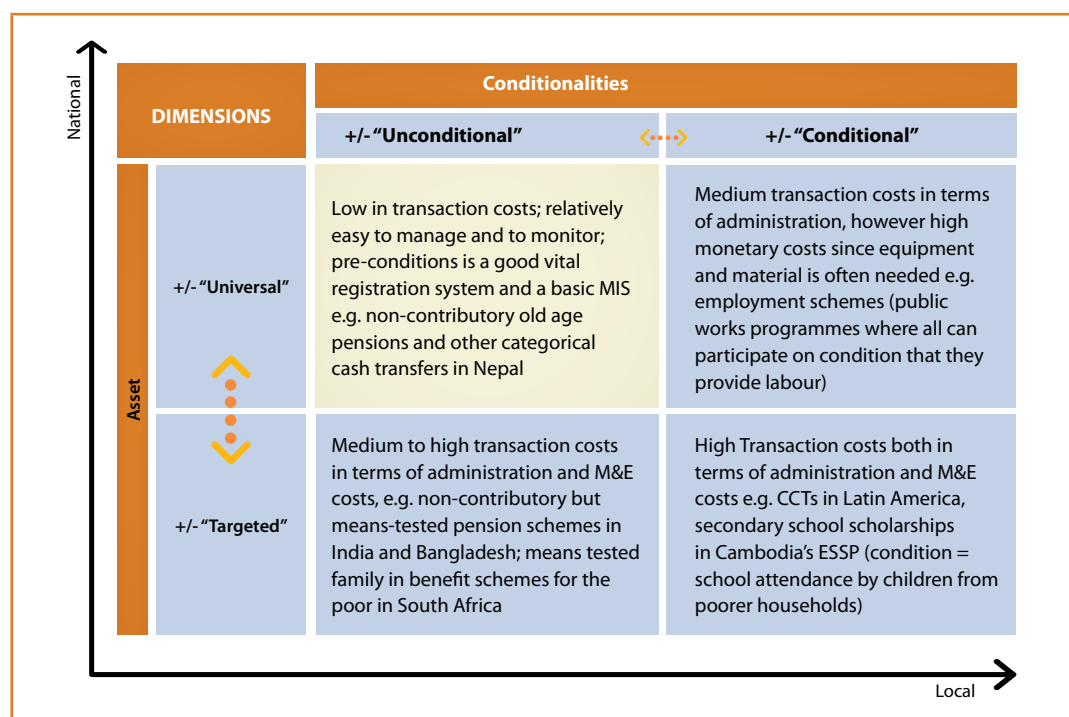 National
DIMENSIONS
Conditionalities
+/- “Unconditional”
+/- “Conditional”
Asset
+/- “Universal”
Low in transaction costs; relatively
easy to manage and to monitor;
pre-conditions is a good vital
registration system and a basic MIS
e.g. non-contributory old age
pensions and other categorical
cash transfers in Nepal
Medium transaction costs in terms
of administration, however high
monetary costs since equipment
and material is often needed e.g.
employment schemes (public
works programmes where all can
participate on condition that they
provide labour)
+/- “Targeted”
Medium to high transaction costs
in terms of administration and M&E
costs, e.g. non-contributory but
means-tested pension schemes in
India and Bangladesh; means tested
family in benefit schemes for the
poor in South Africa
High Transaction costs both in
terms of administration and M&E
costs e.g. CCTs in Latin America,
secondary school scholarships
in Cambodia’s ESSP (condition =
school attendance by children from
poorer households)
Local